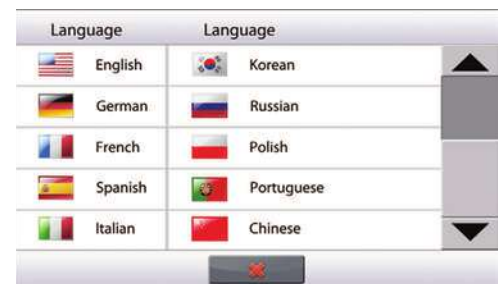 Language Language
English Korean
German Russian
French Polish
Spanish Portuguese
Italian Chinese